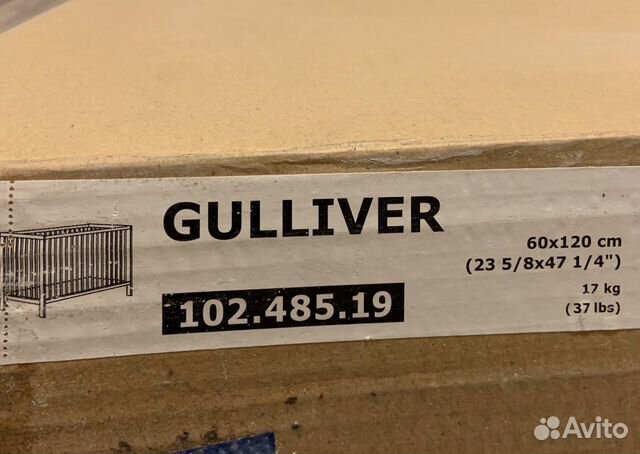 GULLIVER
102.485.19
60x120 cm
(23 5/8x47 1/4")
17 kg
(37 lbs)
Avito